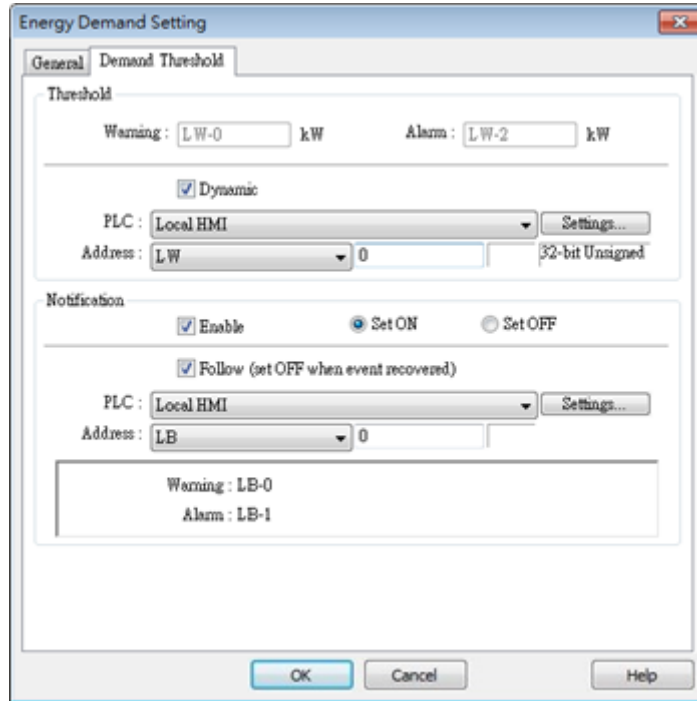 Energy Demand Setting
General Demand Threshold
Threshold
Warning : LW-0 kW Alarm : LW-2 kW
Dynamic
PLC : Local HMI Settings...
Address : LW 0 32-bit Unsigned
Notification
Enable Set ON Set OFF
Follow (set OFF when event recovered)
PLC : Local HMI Settings...
Address : LB 0
Warning : LB-0
Alarm : LB-1
OK Cancel Help